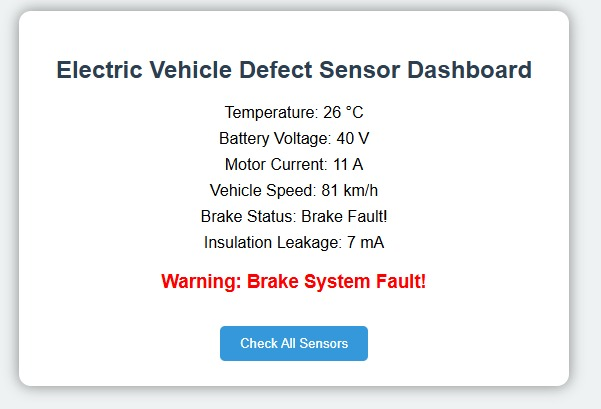 Electric Vehicle Defect Sensor Dashboard
Temperature: 26 °C
Battery Voltage: 40 V
Motor Current: 11 A
Vehicle Speed: 81 km/h
Brake Status: Brake Fault!
Insulation Leakage: 7 mA
Warning: Brake System Fault!
Check All Sensors